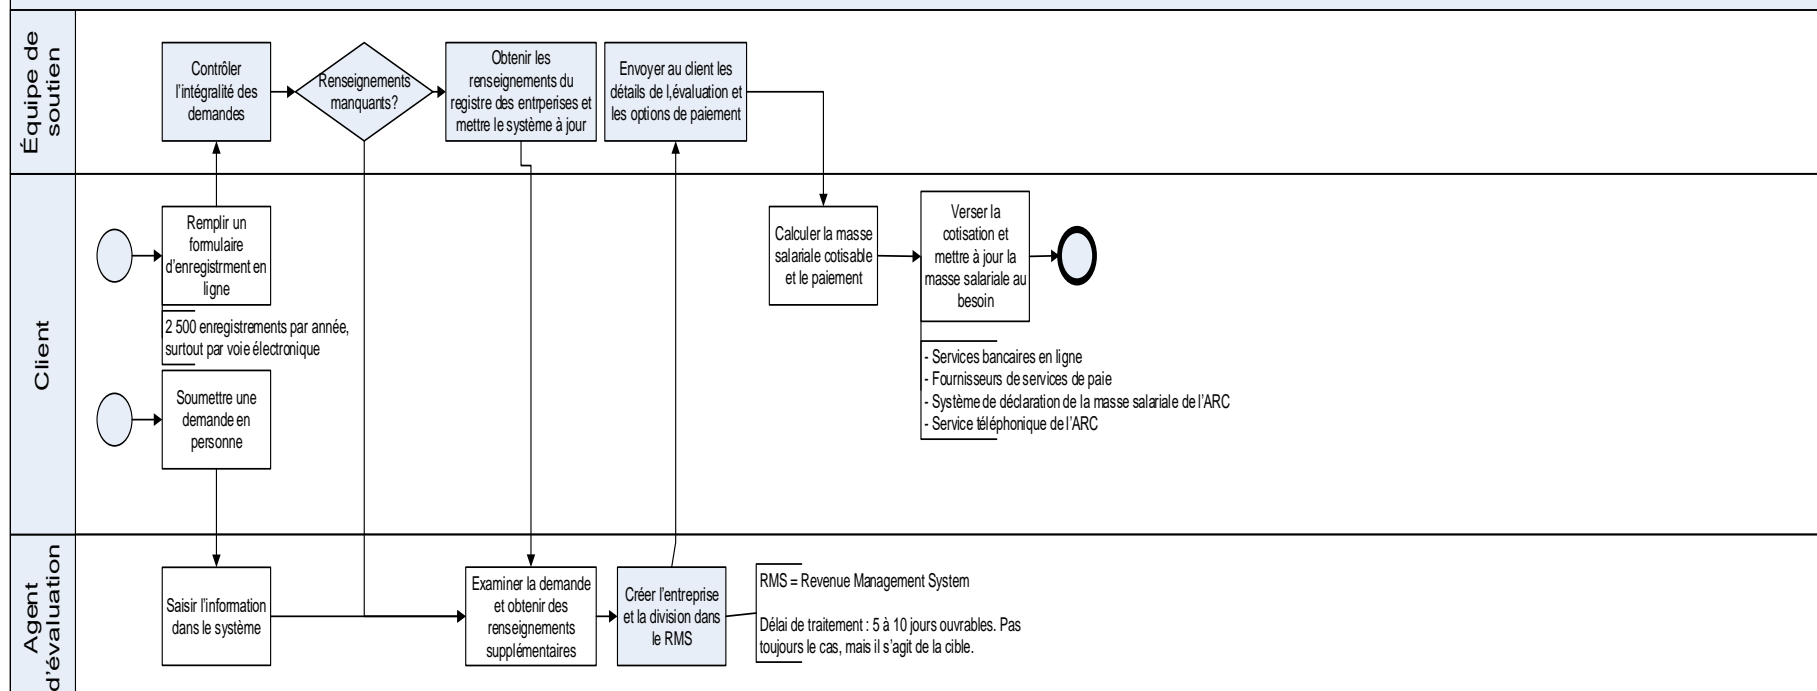 Équipe de
soutien
Contrôler
l'intégralité des
demandes
Renseignements
manquants?
Obtenir les
renseignements du
registre des entrperises et
mettre le système à jour
Envoyer au client les
détails de l,évaluation et
les options de paiement
Client
Remplir un
formulaire
d'enregistrment en
ligne
2 500 enregistrements par année,
surtout par voie électronique
Soumettre une
demande en
personne
Calculer la masse
salariale cotisable
et le paiement
Verser la
cotisation et
mettre à jour la
masse salariale au
besoin
- Services bancaires en ligne
- Fournisseurs de services de paie
- Système de déclaration de la masse salariale de l'ARC
- Service téléphonique de l'ARC
Agent
d'évaluation
Saisir l'information
dans le système
Examiner la demande
et obtenir des
renseignements
supplémentaires
Créer l'entreprise
et la division dans
le RMS
RMS = Revenue Management System
Délai de traitement : 5 à 10 jours ouvrables. Pas
toujours le cas, mais il s'agit de la cible.